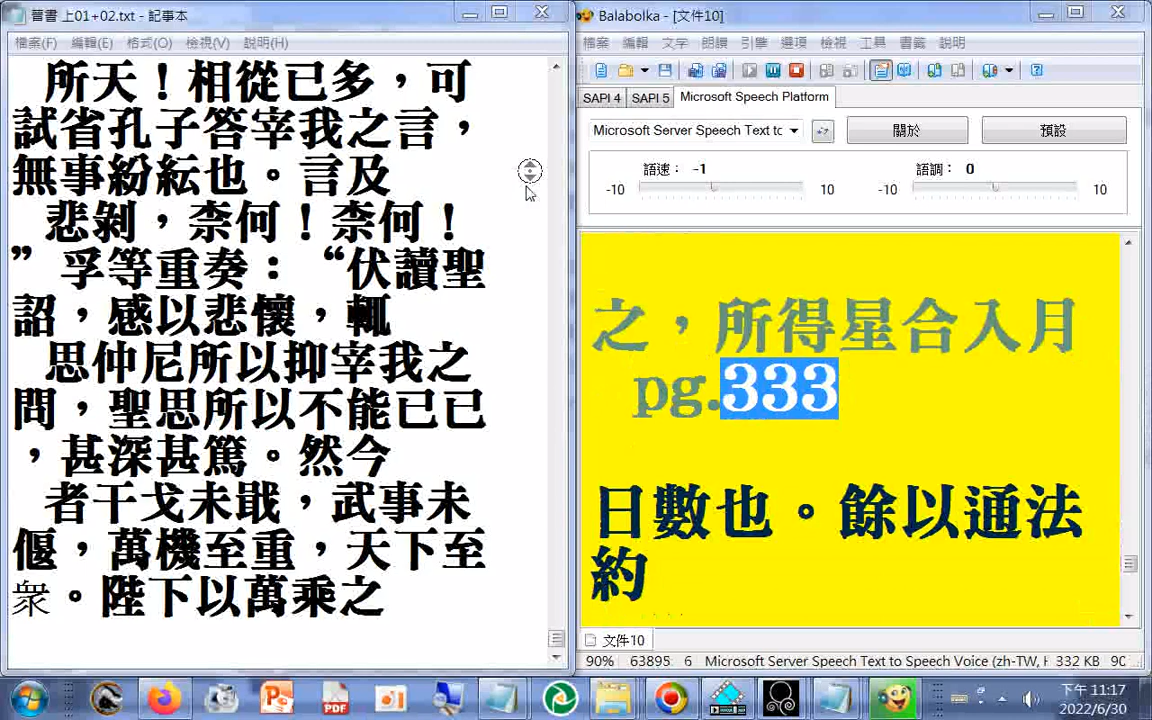 晉書 上01+02.txt - 記事本
檔案(F) 編輯(E) 格式(O) 檢視(V) 說明(H)
所天！相從已多，可
試省孔子答宰我之言，
無事紛紜也。言及
悲剝，柰何！柰何！
”孚等重奏：“伏讀聖
詔，感以悲懷，輒
思仲尼所以抑宰我之
問，聖思所以不能已已
，甚深甚篤。然今
者干戈未戢，武事未
偃，萬機至重，天下至
衆。陛下以萬乘之
Balabolka - [文件10]
檔案 編輯 文字 朗讀 引擎 選項 檢視 工具 書籤 說明
SAPI 4 SAPI 5 Microsoft Speech Platform
Microsoft Server Speech Text to 關於 預設
語速： -1 語調： 0
-10 10 -10 10
之，所得星合入月
pg.333
日數也。餘以通法
約
文件10
90% 63895 6 Microsoft Server Speech Text to Speech Voice (zh-TW, H 332 KB 90
PDF
下午 11:17
2022/6/30